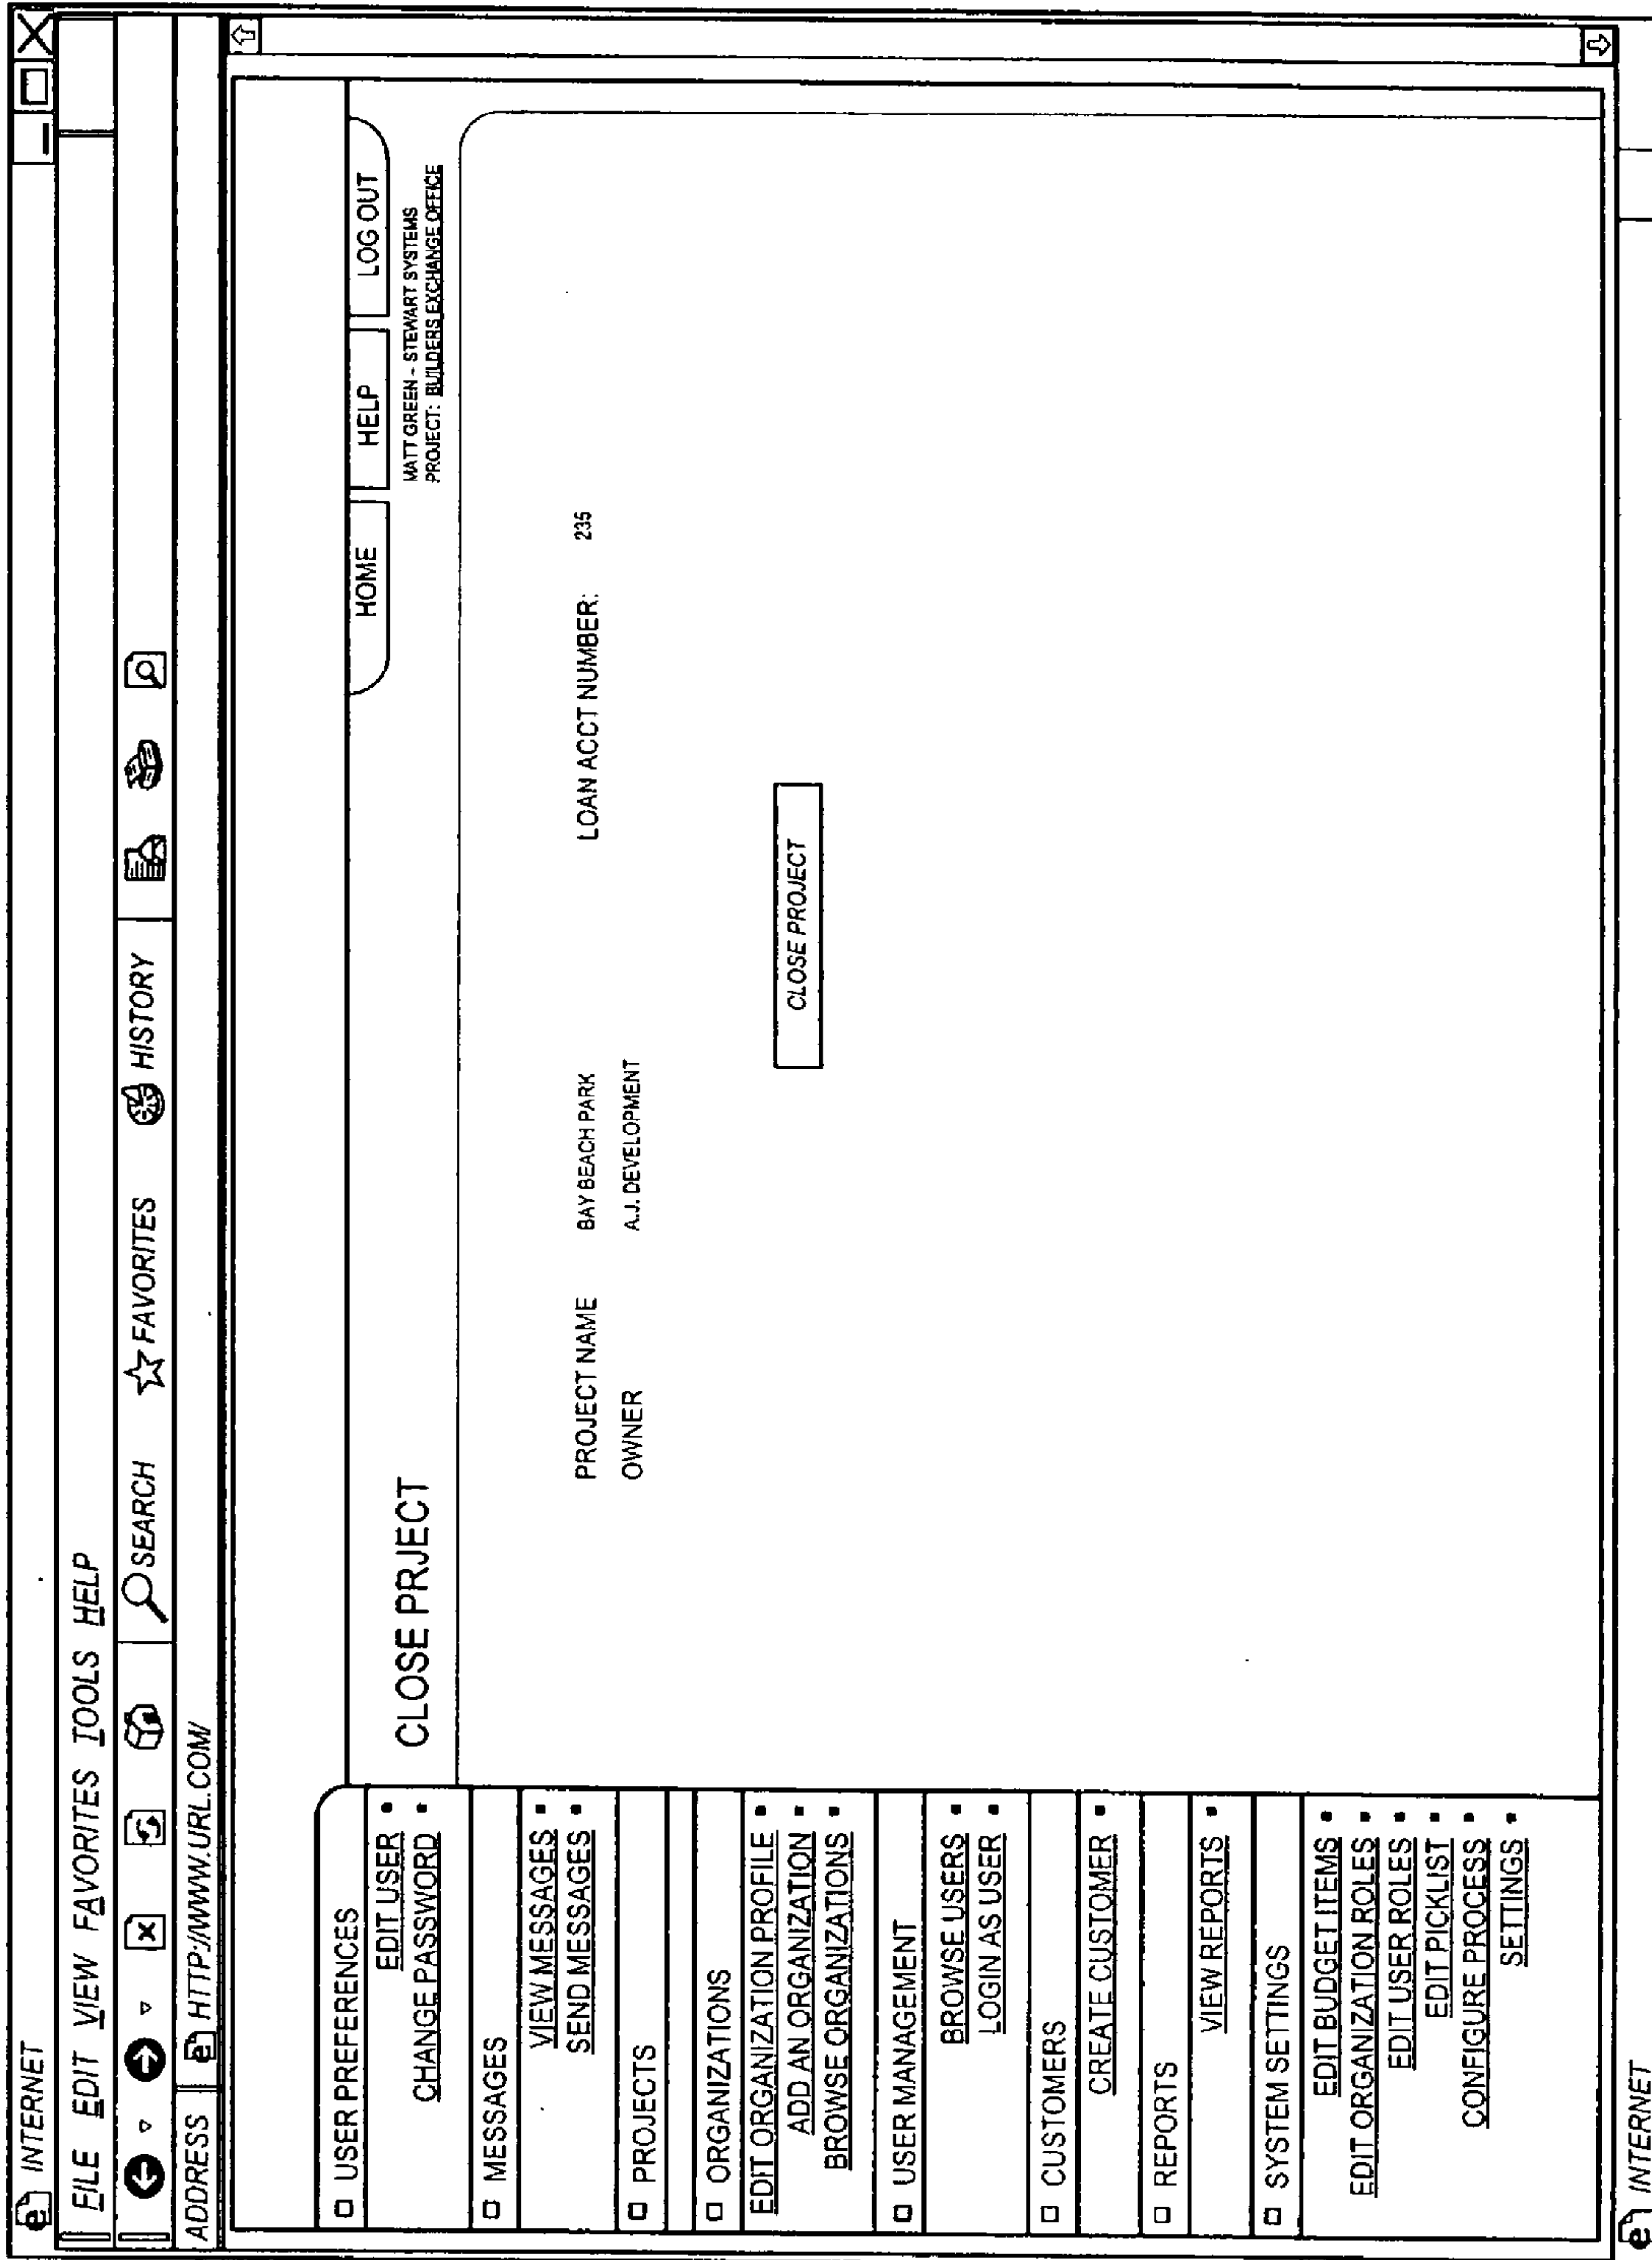 INTERNET
FILE EDIT VIEW FAVORITES TOOLS HELP
SEARCH FAVORITES HISTORY
ADDRESS HTTP://WWW.URL.COM/
HOME HELP LOG OUT
MATT GREEN - STEWART SYSTEMS
PROJECT: BUILDERS EXCHANGE OFFICE
CLOSE PRJECT
USER PREFERENCES
EDIT USER
CHANGE PASSWORD
MESSAGES
VIEW MESSAGES
SEND MESSAGES
PROJECTS
ORGANIZATIONS
EDIT ORGANIZATION PROFILE
ADD AN ORGANIZATION
BROWSE ORGANIZATIONS
USER MANAGEMENT
BROWSE USERS
LOGIN AS USER
CUSTOMERS
CREATE CUSTOMER
REPORTS
VIEW REPORTS
SYSTEM SETTINGS
EDIT BUDGET ITEMS
EDIT ORGANIZATION ROLES
EDIT USER ROLES
EDIT PICKLIST
CONFIGURE PROCESS
SETTINGS
PROJECT NAME BAY BEACH PARK LOAN ACCT NUMBER: 235
OWNER A.J. DEVELOPMENT
CLOSE PROJECT
INTERNET